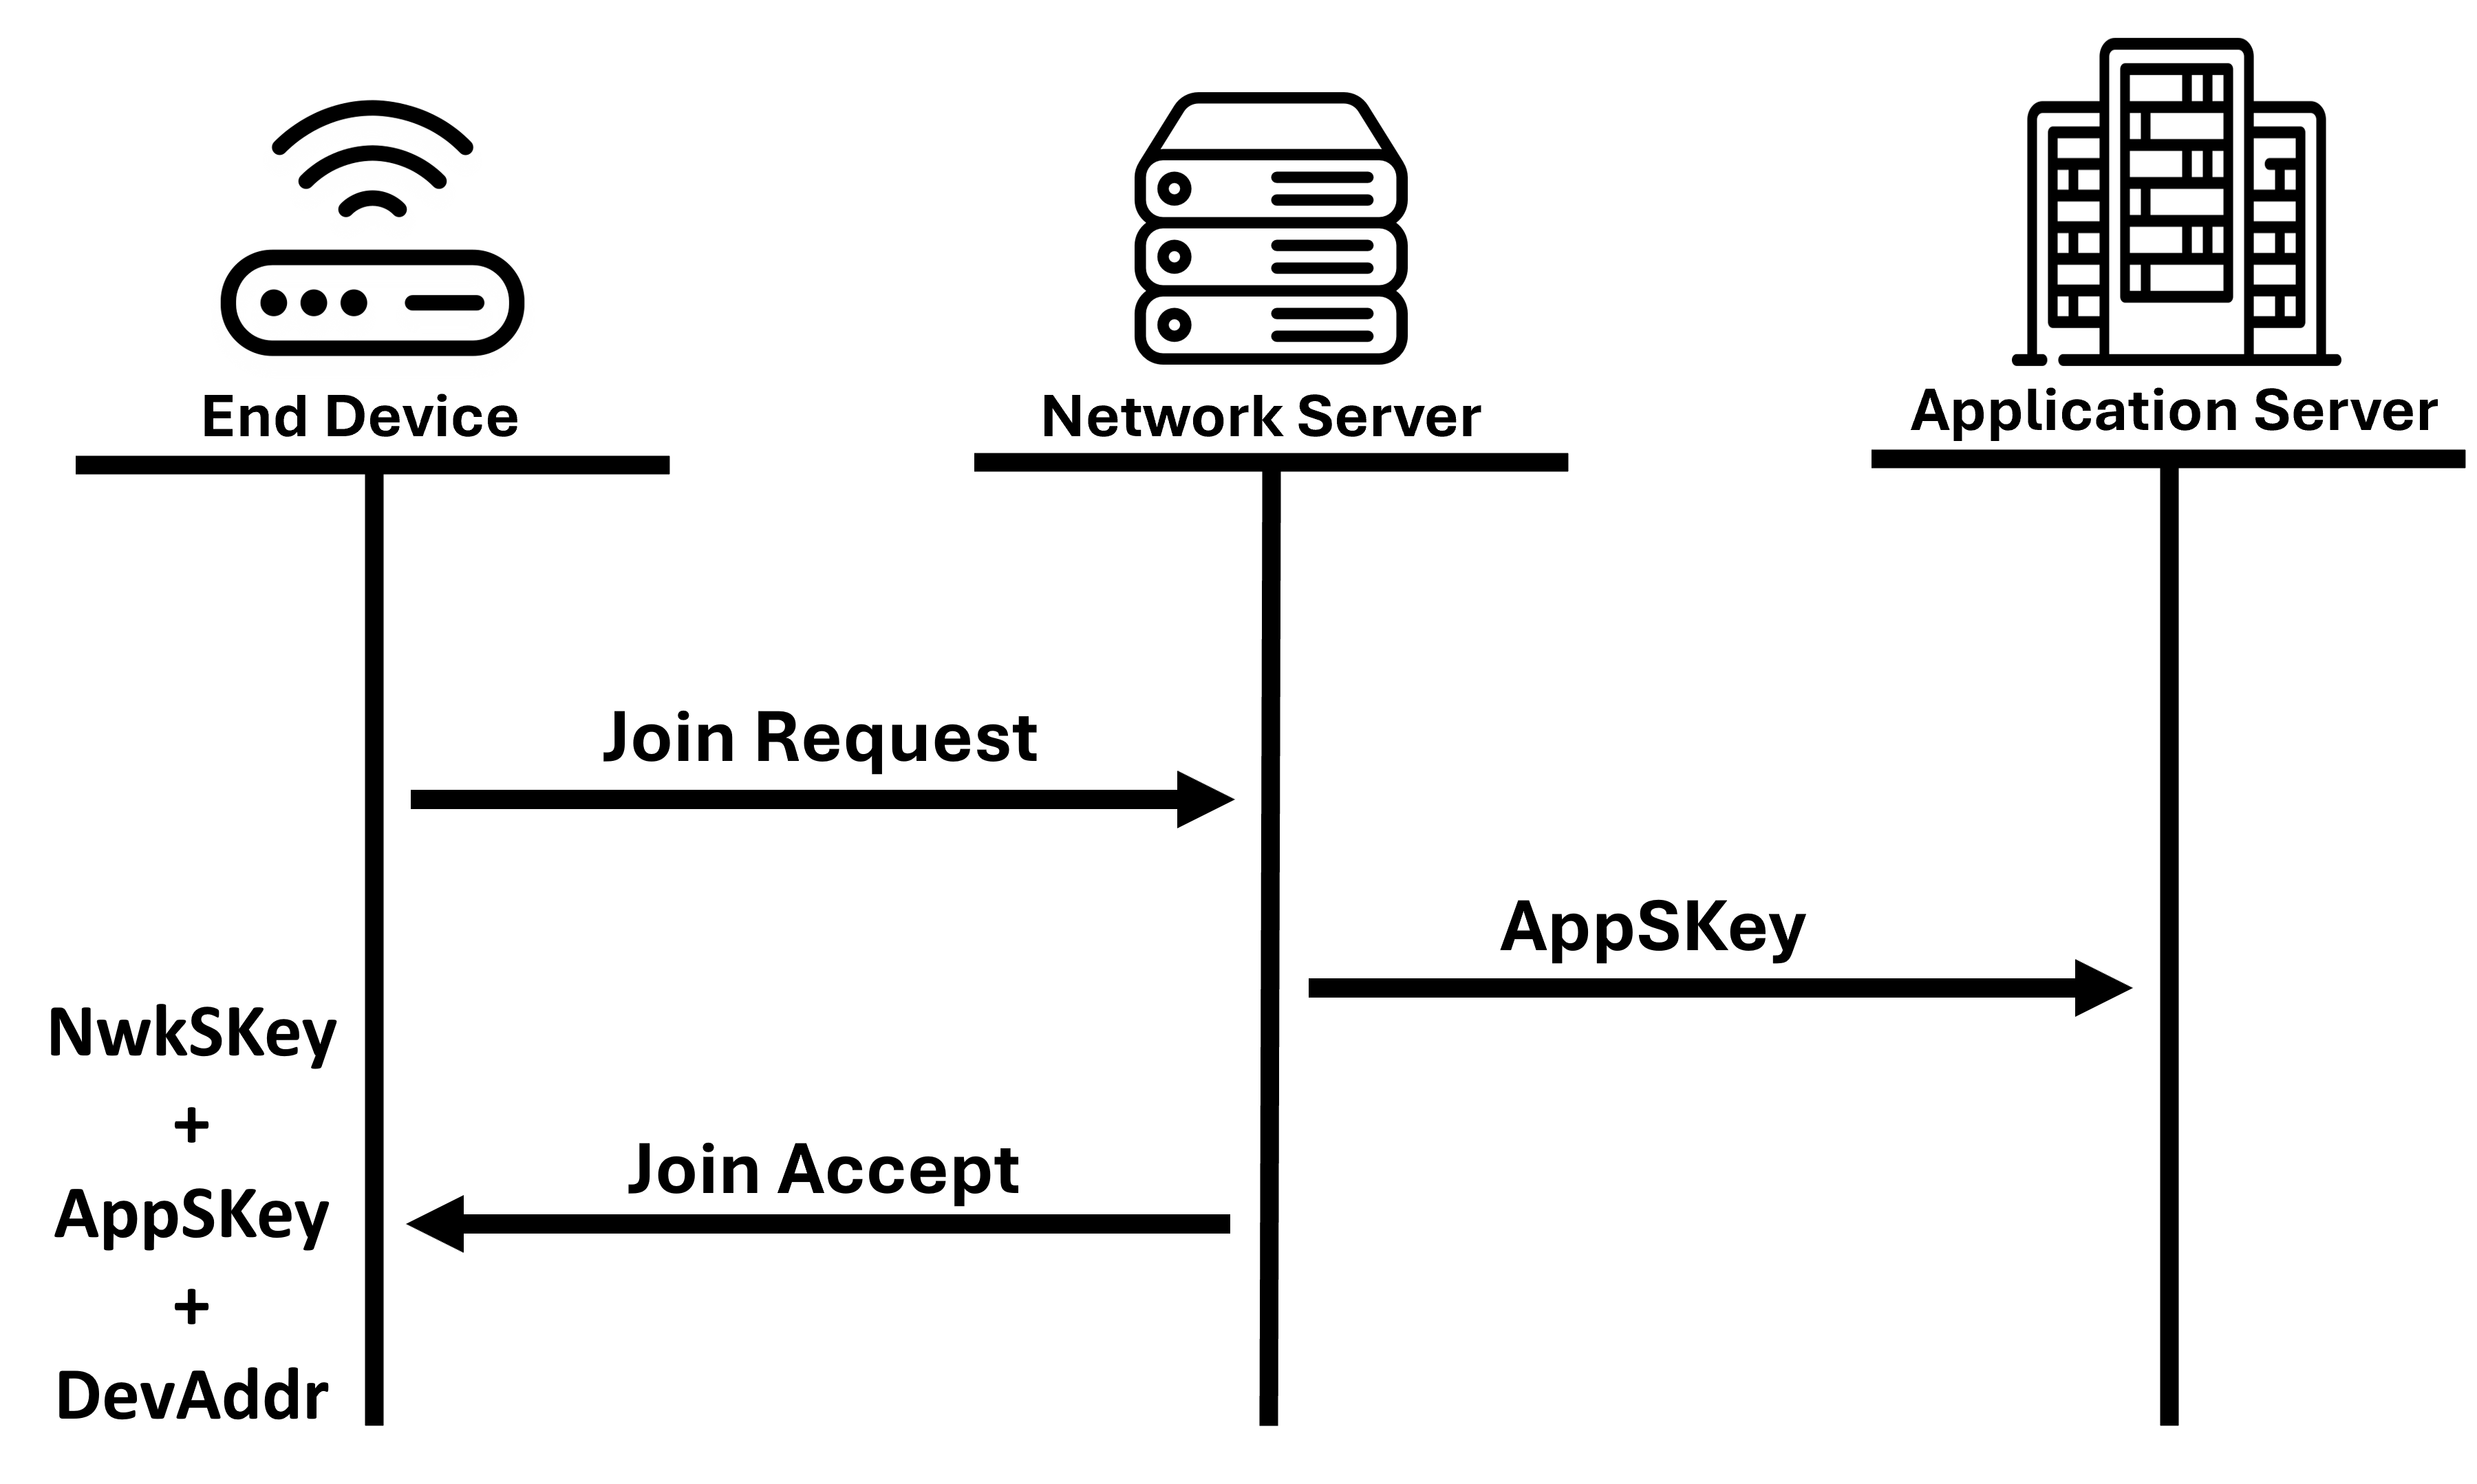 End Device
Network Server
Application Server
Join Request
AppSKey
NwkSKey
+
AppSKey
+
DevAddr
Join Accept